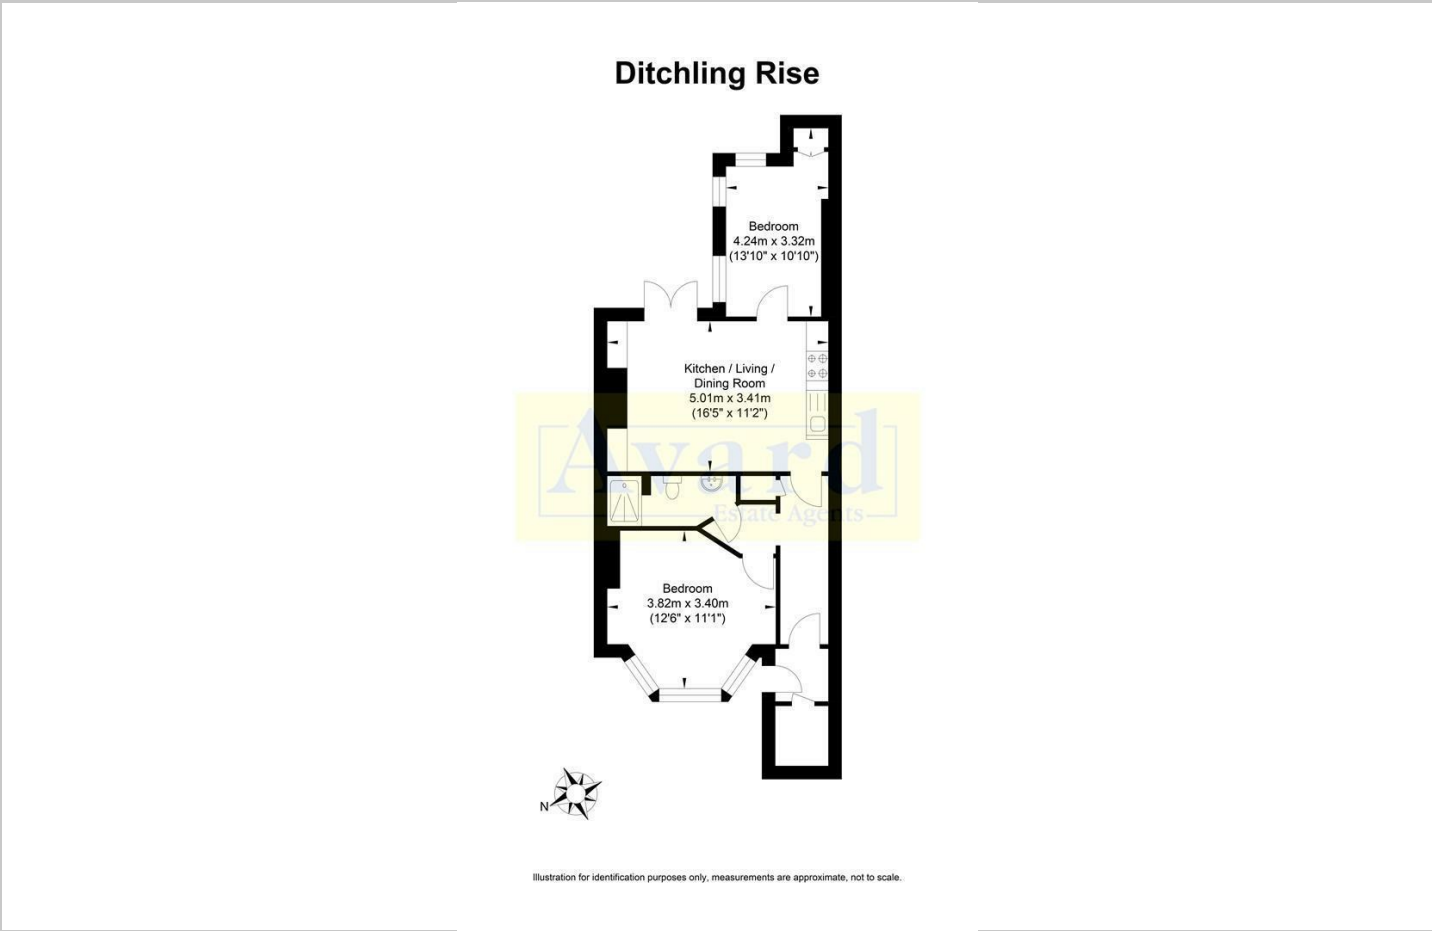 Ditchling Rise
Bedroom
4.24m x 3.32m
(13'10" x 10'10")
Kitchen / Living /
Dining Room
5.01m x 3.41m
(16'5" x 11'2")
Avard
Estate Agents
Bedroom
3.82m x 3.40m
(12'6" x 11'1")
N
Illustration for identification purposes only, measurements are approximate, not to scale.